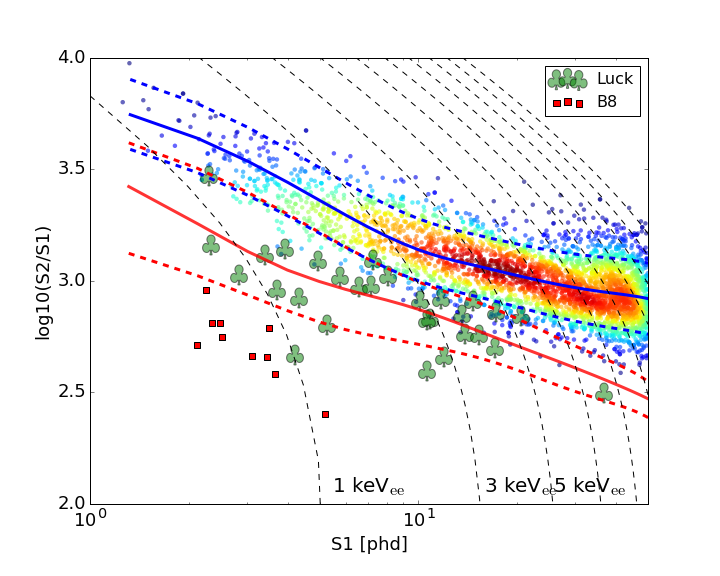 4.0
Luck
B8
3.5
log10(S2/S1)
3.0
2.5
1 keVee 3 keVee 5 keVee
2.0
10^0 10^1
S1 [phd]